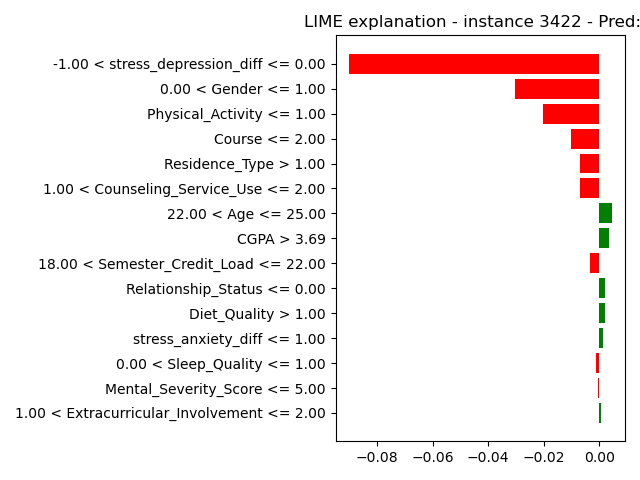 LIME explanation - instance 3422 - Pred:
-1.00 < stress_depression_diff <= 0.00
0.00 < Gender <= 1.00
Physical_Activity <= 1.00
Course <= 2.00
Residence_Type > 1.00
1.00 < Counseling_Service_Use <= 2.00
22.00 < Age <= 25.00
CGPA > 3.69
18.00 < Semester_Credit_Load <= 22.00
Relationship_Status <= 0.00
Diet_Quality > 1.00
stress_anxiety_diff <= 1.00
0.00 < Sleep_Quality <= 1.00
Mental_Severity_Score <= 5.00
1.00 < Extracurricular_Involvement <= 2.00
−0.08 −0.06 −0.04 −0.02 0.00